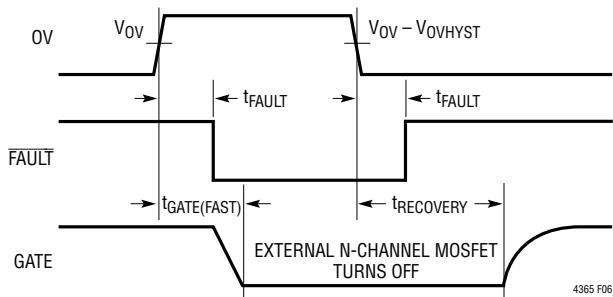 OV
V_OV
V_OV – V_OVHYST
t_FAULT
t_FAULT
FAULT
t_GATE(FAST)
t_RECOVERY
GATE
EXTERNAL N-CHANNEL MOSFET
TURNS OFF
4365 F06